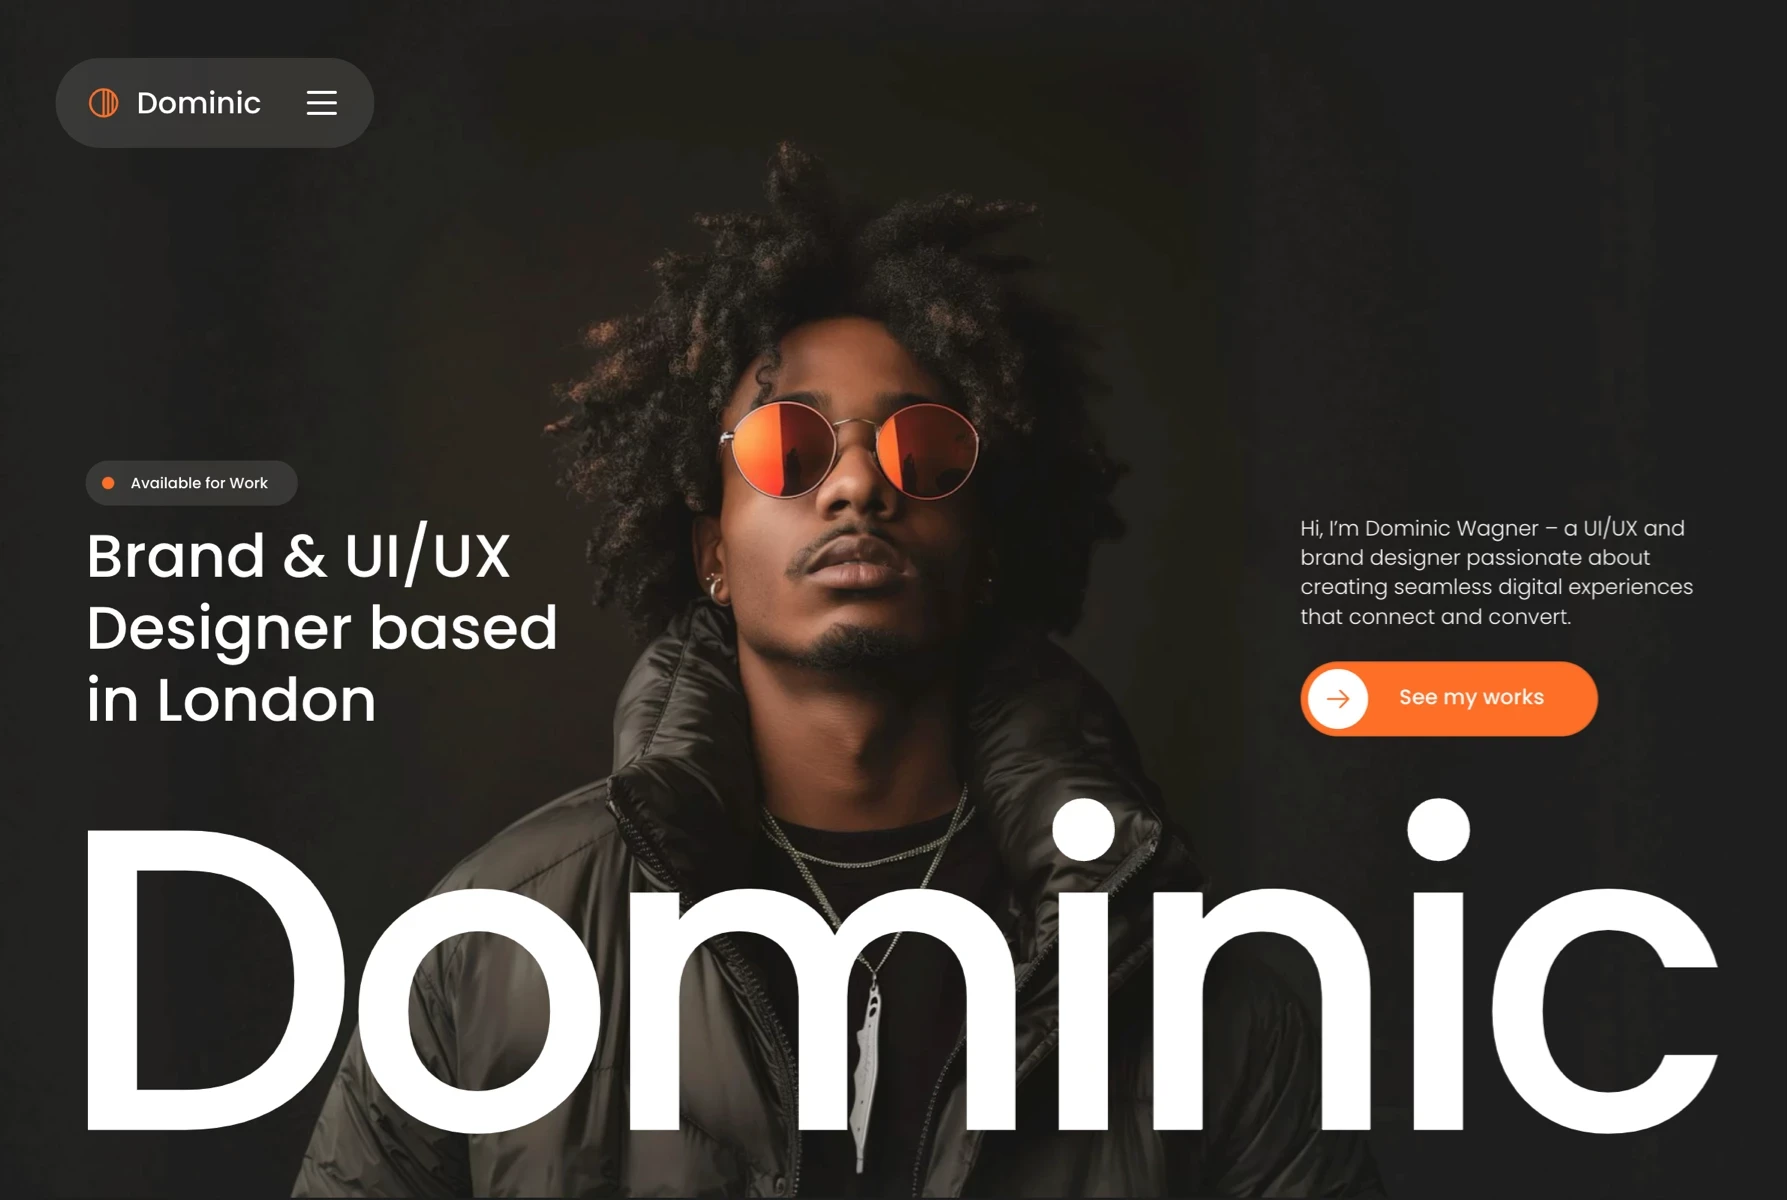 Dominic
Available for Work
Brand & UI/UX
Designer based
in London
Hi, I’m Dominic Wagner – a UI/UX and
brand designer passionate about
creating seamless digital experiences
that connect and convert.
See my works
Dominic